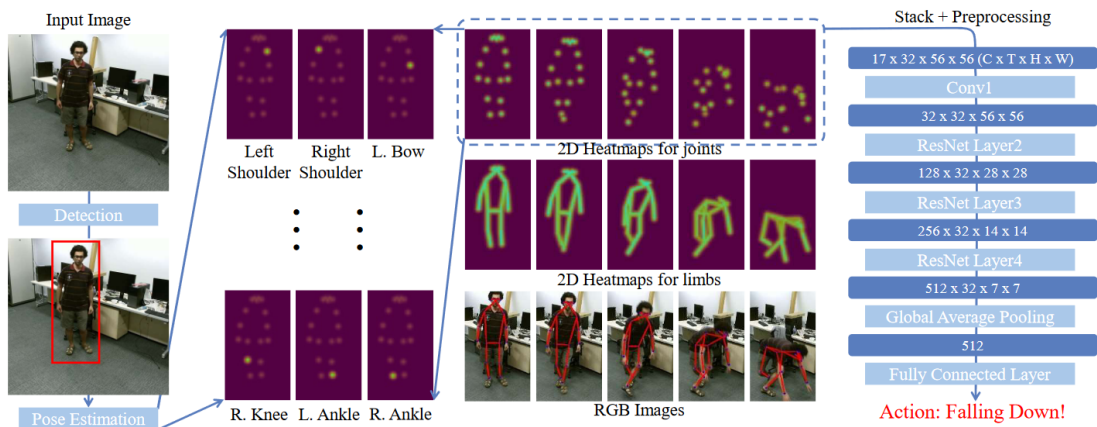 Input Image
Detection
Pose Estimation
Left
Shoulder
Right
Shoulder
L. Bow
R. Knee
L. Ankle
R. Ankle
2D Heatmaps for joints
2D Heatmaps for limbs
RGB Images
Stack + Preprocessing
17 x 32 x 56 x 56 (C x T x H x W)
Conv1
32 x 32 x 56 x 56
ResNet Layer2
128 x 32 x 28 x 28
ResNet Layer3
256 x 32 x 14 x 14
ResNet Layer4
512 x 32 x 7 x 7
Global Average Pooling
512
Fully Connected Layer
Action: Falling Down!